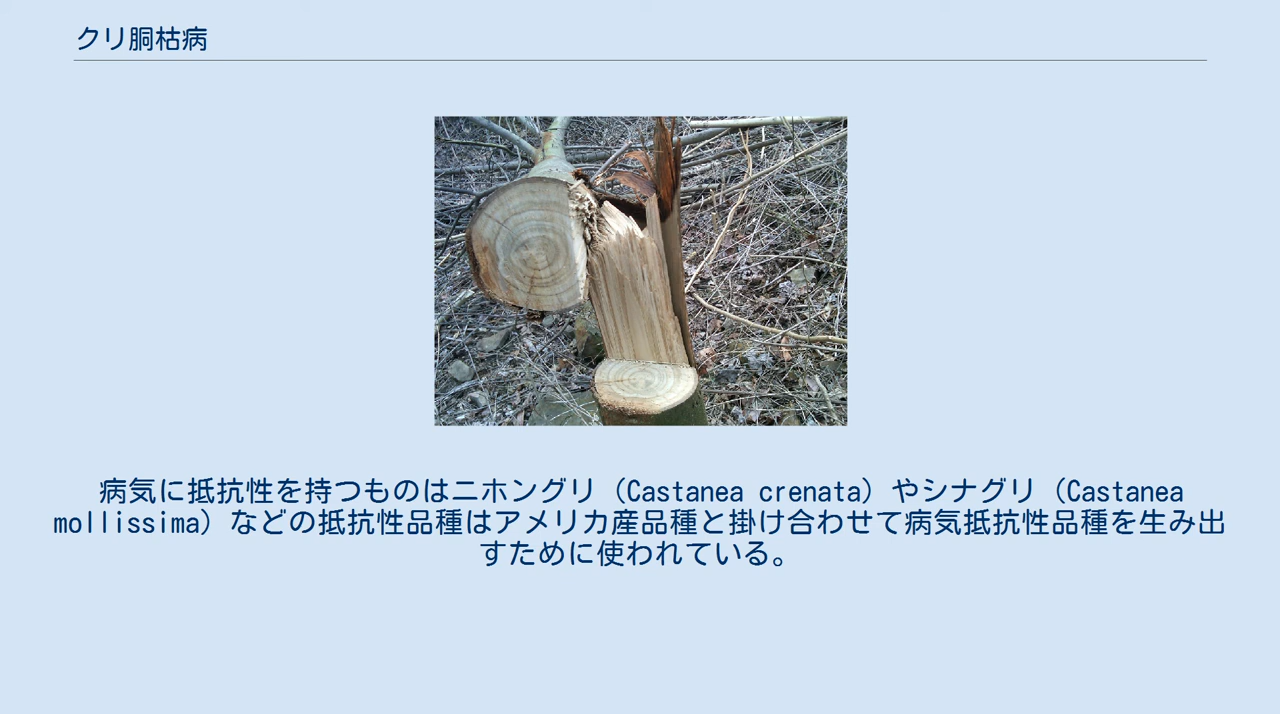 クリ胴枯病
病気に抵抗性を持つものはニホングリ（Castanea crenata）やシナグリ（Castanea
mollissima）などの抵抗性品種はアメリカ産品種と掛け合わせて病気抵抗性品種を生み出
すために使われている。